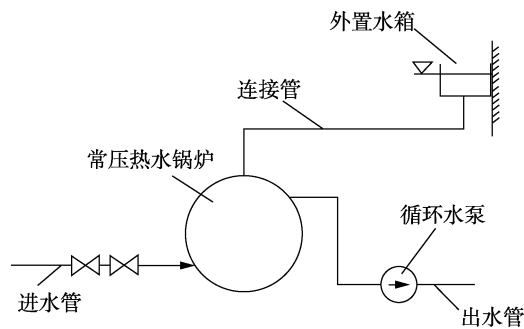 外置水箱
连接管
常压热水锅炉
循环水泵
进水管
出水管